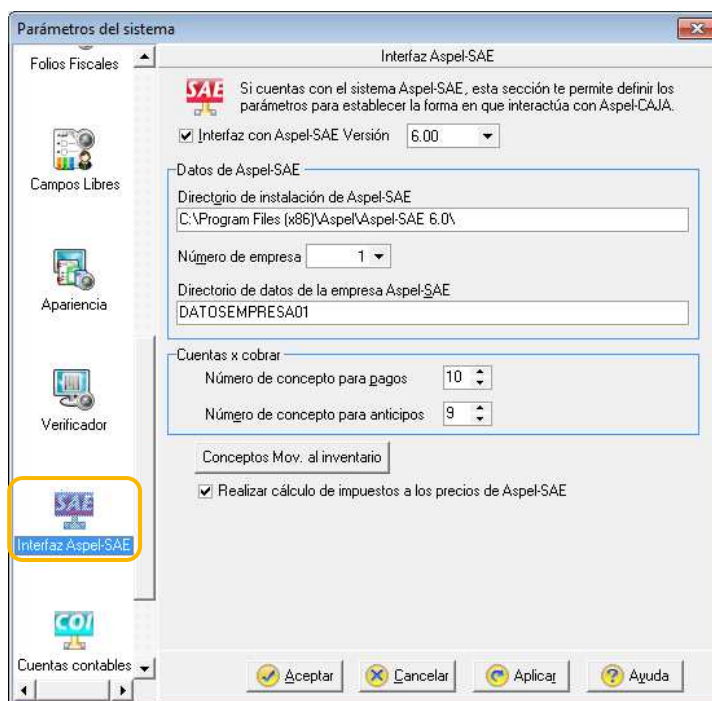 Parámetros del sistema
Folios Fiscales
Campos Libres
Apariencia
Verificador
SAE
Interfaz Aspel-SAE
COI
Cuentas contables
Interfaz Aspel-SAE
SAE
Si cuentas con el sistema Aspel-SAE, esta sección te permite definir los
parámetros para establecer la forma en que interactúa con Aspel-CAJA.
Interfaz con Aspel-SAE Versión 6.00
Datos de Aspel-SAE
Directorio de instalación de Aspel-SAE
C:\Program Files (x86)\Aspel\Aspel-SAE 6.0\
Número de empresa 1
Directorio de datos de la empresa Aspel-SAE
DATOSEMPRESA01
Cuentas x cobrar
Número de concepto para pagos 10
Número de concepto para anticipos 9
Conceptos Mov. al inventario
Realizar cálculo de impuestos a los precios de Aspel-SAE
Aceptar Cancelar Aplicar Ayuda